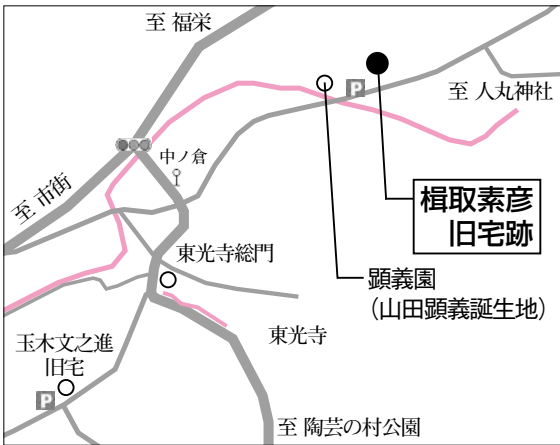 至 福栄
P
至 人丸神社
中ノ倉
至 市街
楫取素彦
旧宅跡
東光寺総門
顕義園
(山田顕義誕生地)
東光寺
玉木文之進
旧宅
P
至 陶芸の村公園